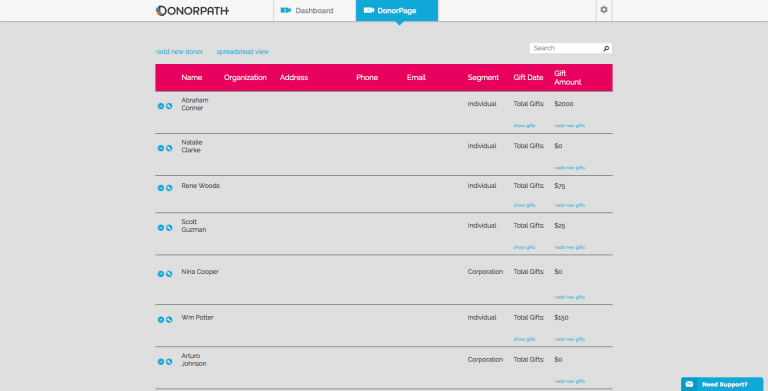 DONORPATH
Dashboard
DonorPage
+add new donor
spreadsheet view
Search
Name Organization Address Phone Email Segment Gift Date Gift Amount
Abraham Conner Individual Total Gifts: $2000
show gifts +add new gifts
Natalie Clarke Individual Total Gifts: $0
+add new gifts
Rene Woods Individual Total Gifts: $75
show gifts +add new gifts
Scott Guzman Individual Total Gifts: $25
show gifts +add new gifts
Nina Cooper Corporation Total Gifts: $0
+add new gifts
Wm Potter Individual Total Gifts: $150
show gifts +add new gifts
Arturo Johnson Corporation Total Gifts: $0
+add new gifts
Need Support?